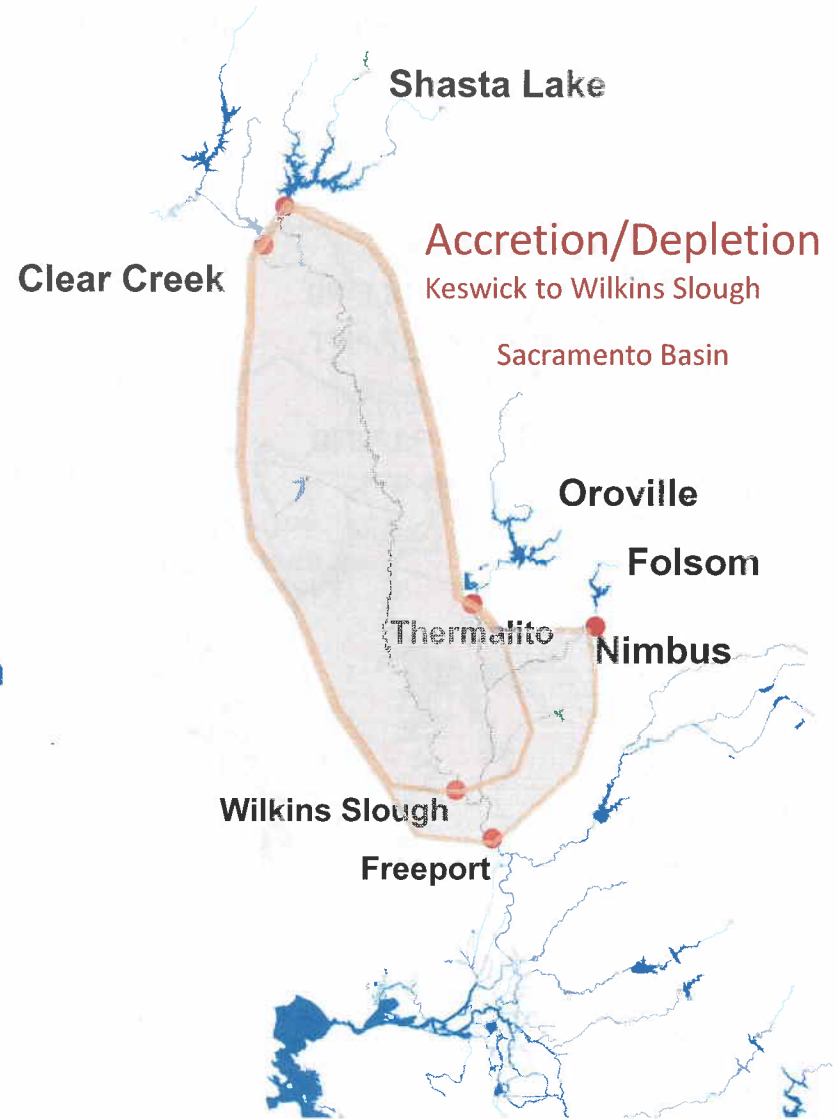 Shasta Lake
Accretion/Depletion
Clear Creek
Keswick to Wilkins Slough
Sacramento Basin
Oroville
Folsom
Thermalito
Nimbus
Wilkins Slough
Freeport